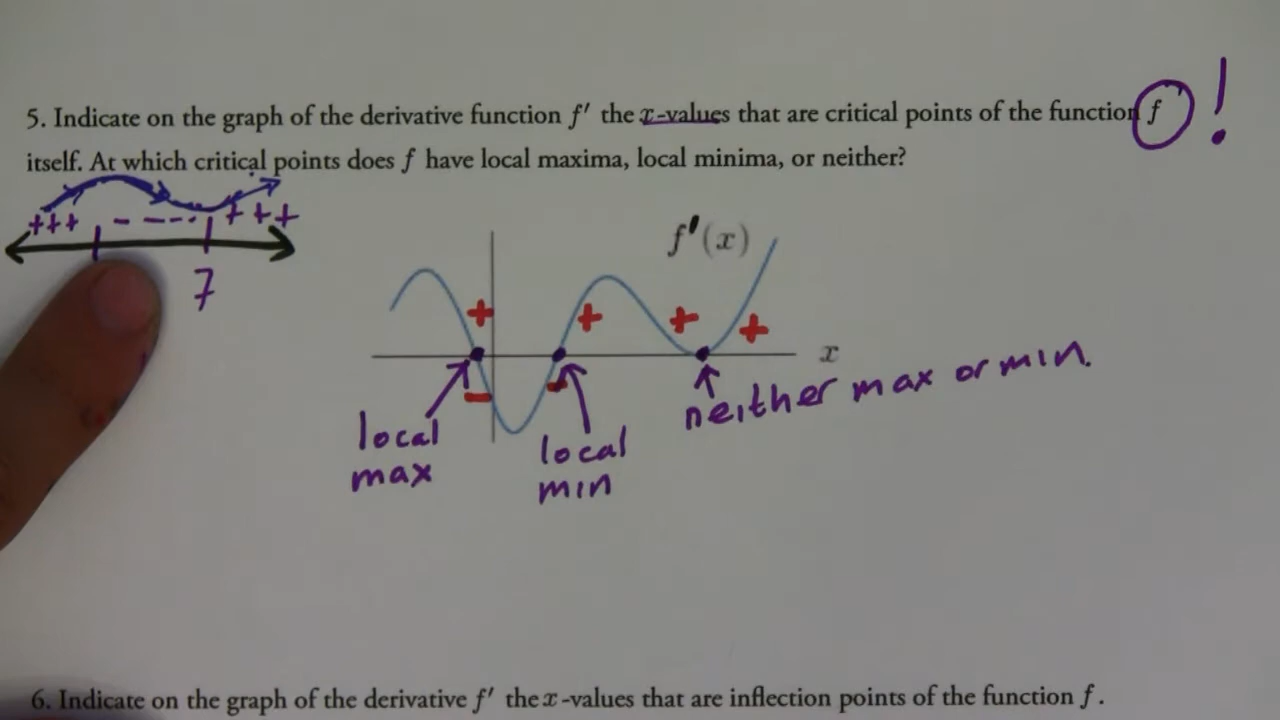 5. Indicate on the graph of the derivative function f′ the x-values that are critical points of the function f !
itself. At which critical points does f have local maxima, local minima, or neither?
+++ - - - - - +++
7
f'(x)
+ + + +
x
- -
local
max
local
min
neither max or min.
6. Indicate on the graph of the derivative f′ the x-values that are inflection points of the function f.